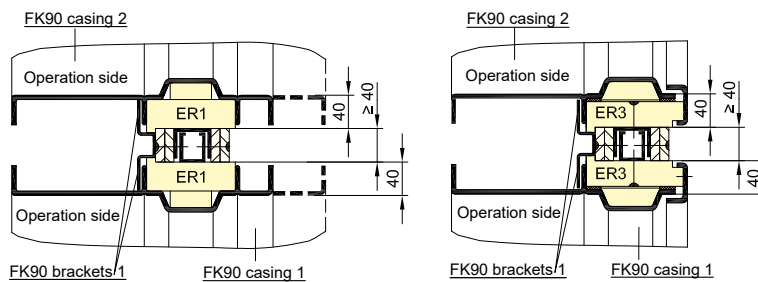 FK90 casing 2
Operation side
ER1
40
≥ 40
ER1
40
Operation side
FK90 brackets 1
FK90 casing 1
FK90 casing 2
Operation side
ER3
40
≥ 40
ER3
40
Operation side
FK90 brackets 1
FK90 casing 1